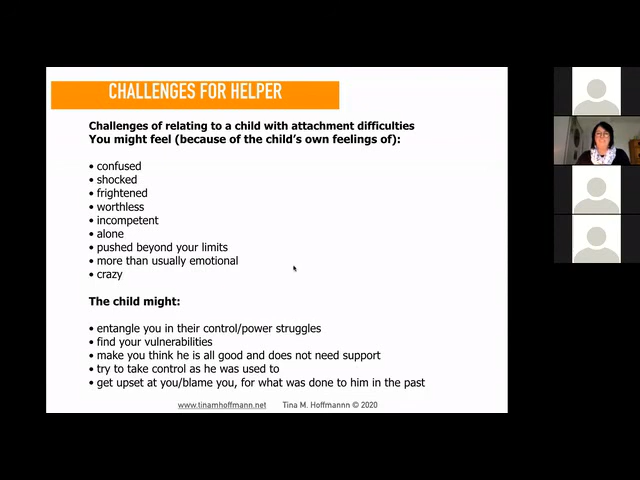 CHALLENGES FOR HELPER
Challenges of relating to a child with attachment difficulties
You might feel (because of the child's own feelings of):
• confused
• shocked
• frightened
• worthless
• incompetent
• alone
• pushed beyond your limits
• more than usually emotional
• crazy
The child might:
• entangle you in their control/power struggles
• find your vulnerabilities
• make you think he is all good and does not need support
• try to take control as he was used to
• get upset at you/blame you, for what was done to him in the past
www.tinamhoffmann.net Tina M. Hoffmannn © 2020